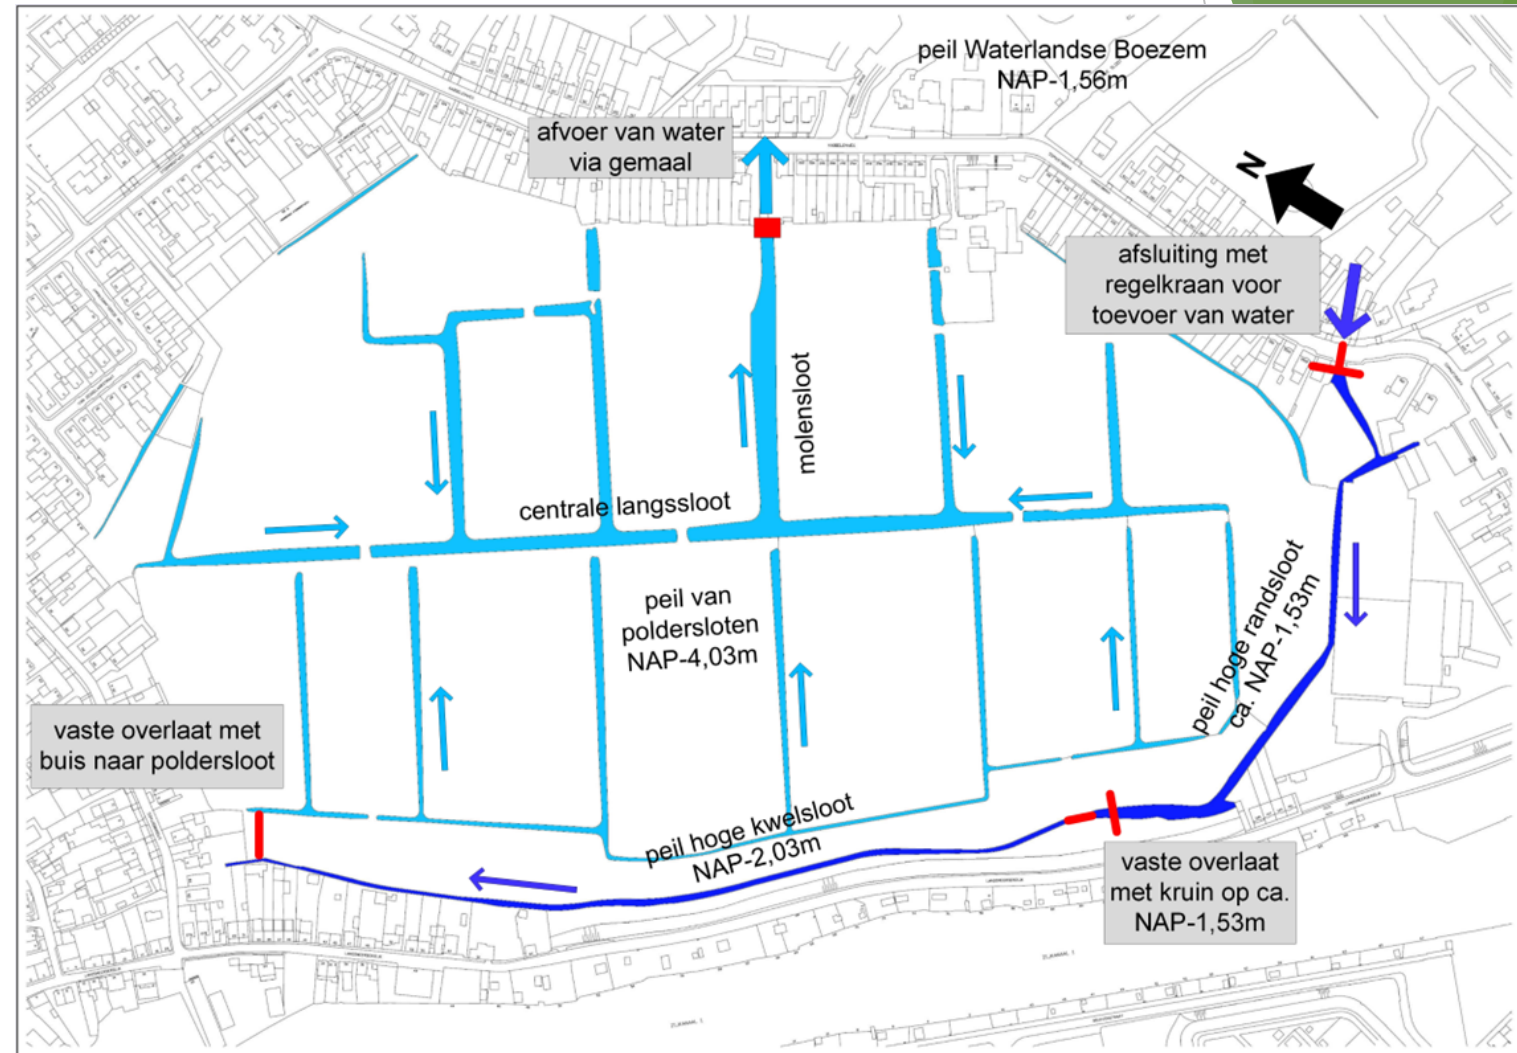 peil Waterlandse Boezem
NAP-1,56m
afvoer van water
via gemaal
N
afsluiting met
regelkraan voor
toevoer van water
molensloot
centrale langssloot
peil van
poldersloten
NAP-4,03m
peil hoge randsloot
ca. NAP-1,53m
vaste overlaat met
buis naar poldersloot
peil hoge kwelsloot
NAP-2,03m
vaste overlaat
met kruin op ca.
NAP-1,53m